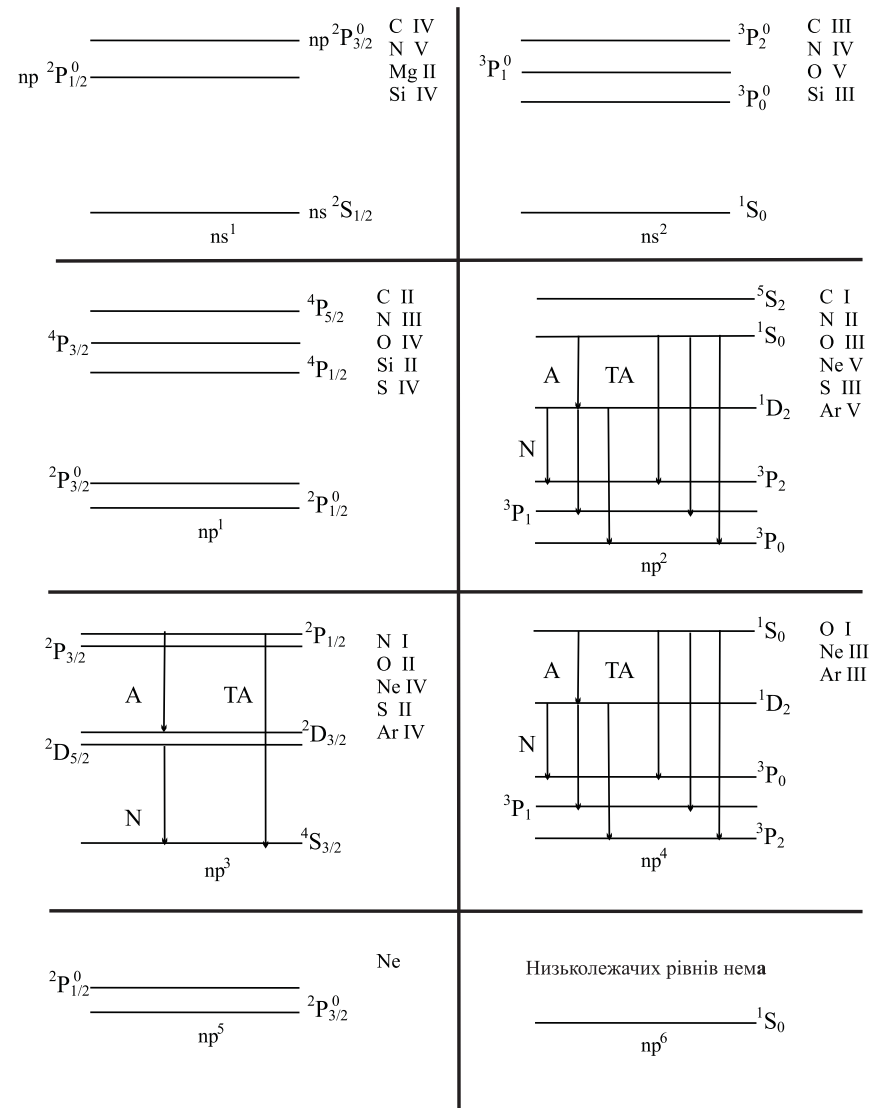 np ²P⁰₃/₂
np ²P⁰₁/₂
ns ²S₁/₂
ns¹
C IV
N V
Mg II
Si IV
³P⁰₂
³P⁰₁
³P⁰₀
¹S₀
ns²
C III
N IV
O V
Si III
⁴P₅/₂
⁴P₃/₂
⁴P₁/₂
²P⁰₃/₂
²P⁰₁/₂
np¹
C II
N III
O IV
Si II
S IV
⁵S₂
¹S₀
A TA
¹D₂
N
³P₂
³P₁
³P₀
np²
C I
N II
O III
Ne V
S III
Ar V
²P₁/₂
²P₃/₂
A TA
²D₃/₂
²D₅/₂
N
⁴S₃/₂
np³
N I
O II
Ne IV
S II
Ar IV
¹S₀
A TA
¹D₂
N
³P₀
³P₁
³P₂
np⁴
O I
Ne III
Ar III
Ne
²P⁰₁/₂
²P⁰₃/₂
np⁵
Низьколежачих рівнів нема
¹S₀
np⁶